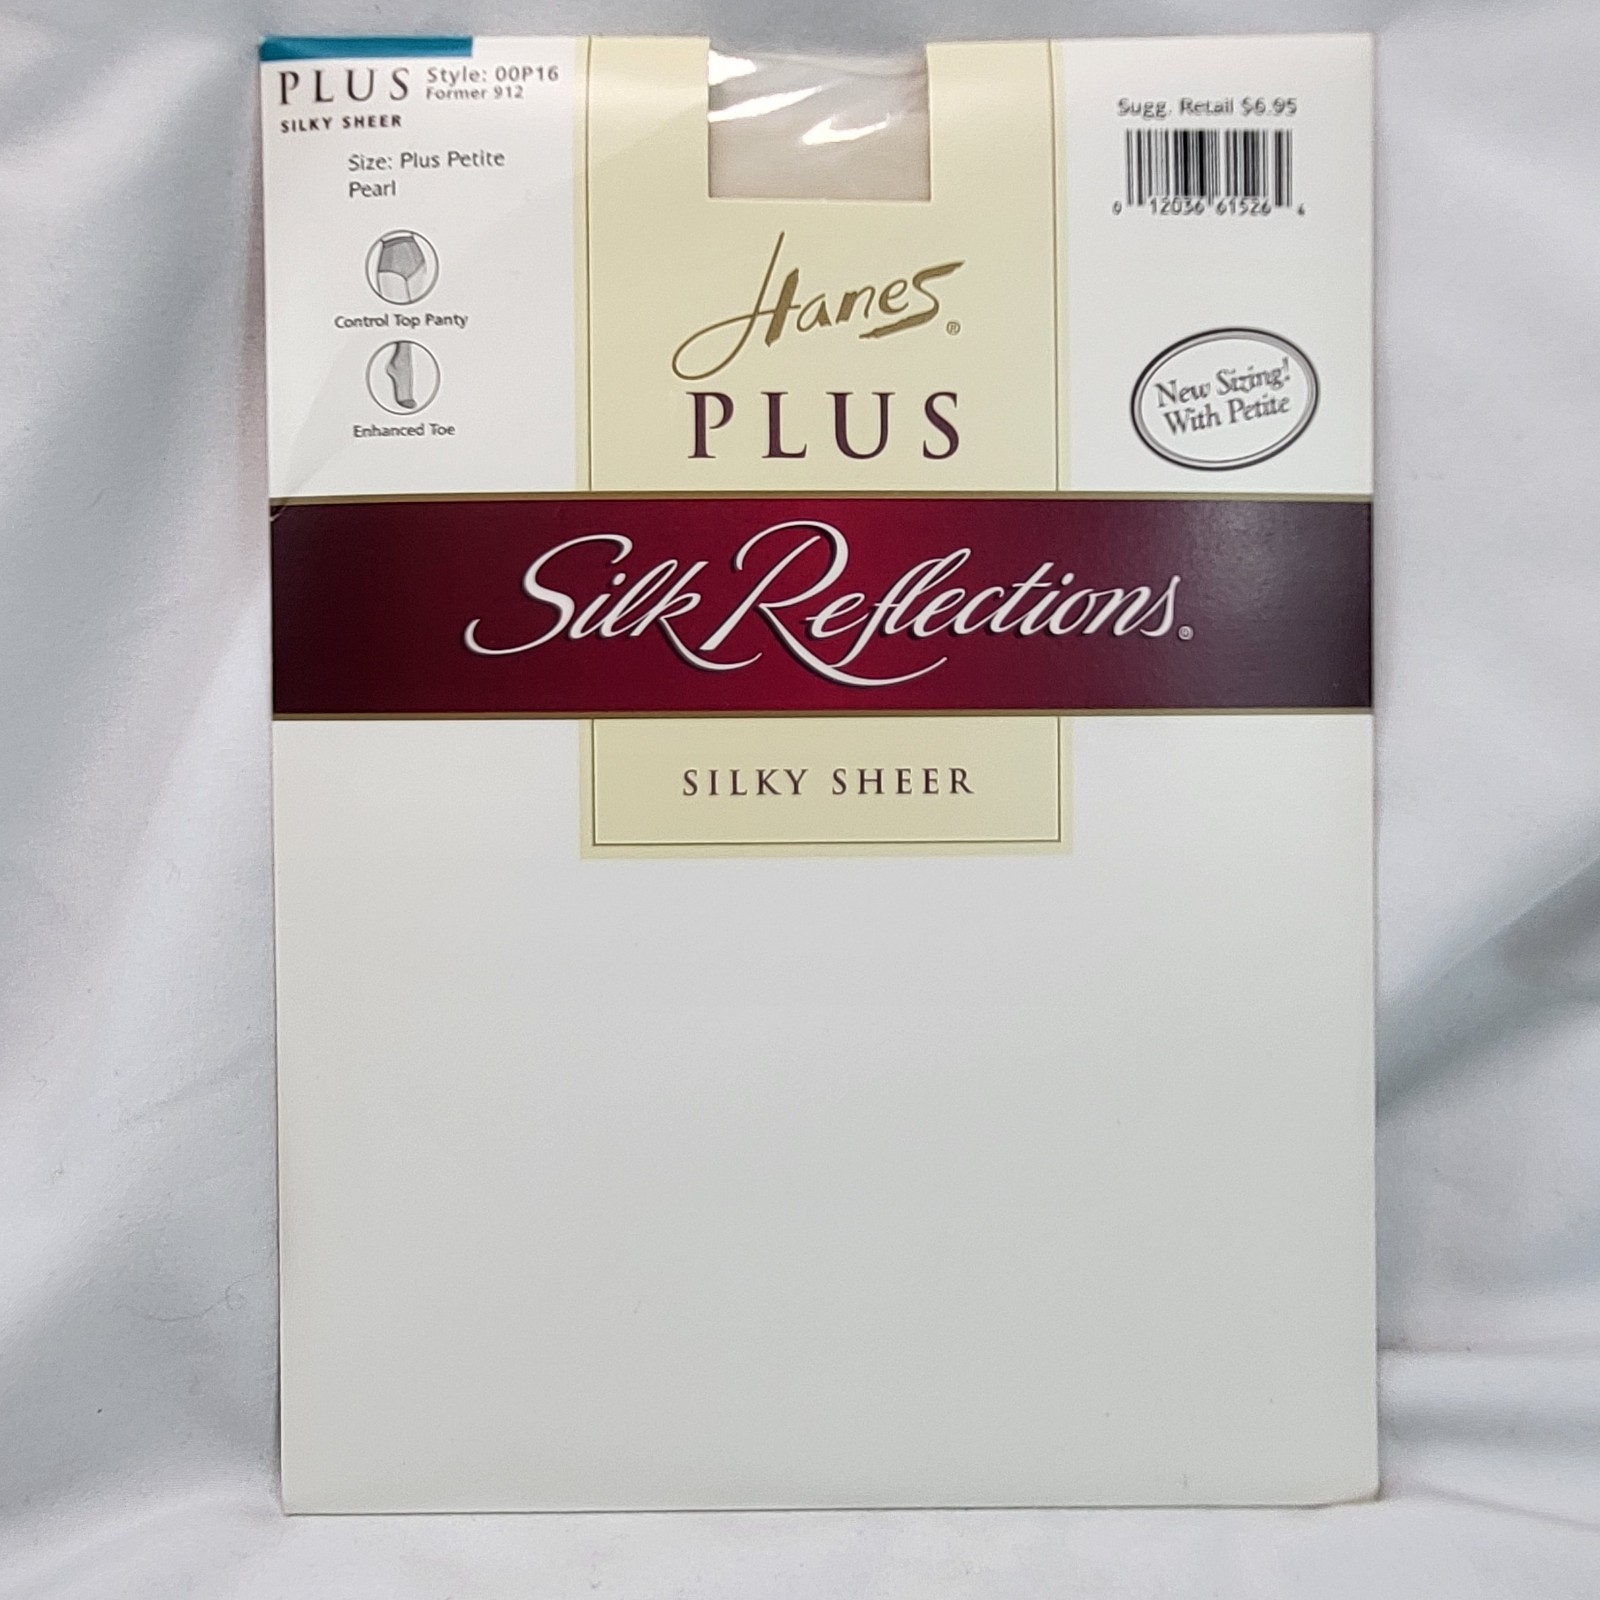 PLUS Style: 00P16
Former 912
SILKY SHEER
Size: Plus Petite
Pearl
Control Top Panty
Enhanced Toe
Sugg. Retail $6.95
0 12036 61526 4
Hanes®
PLUS
New Sizing!
With Petite
Silk Reflections®
SILKY SHEER